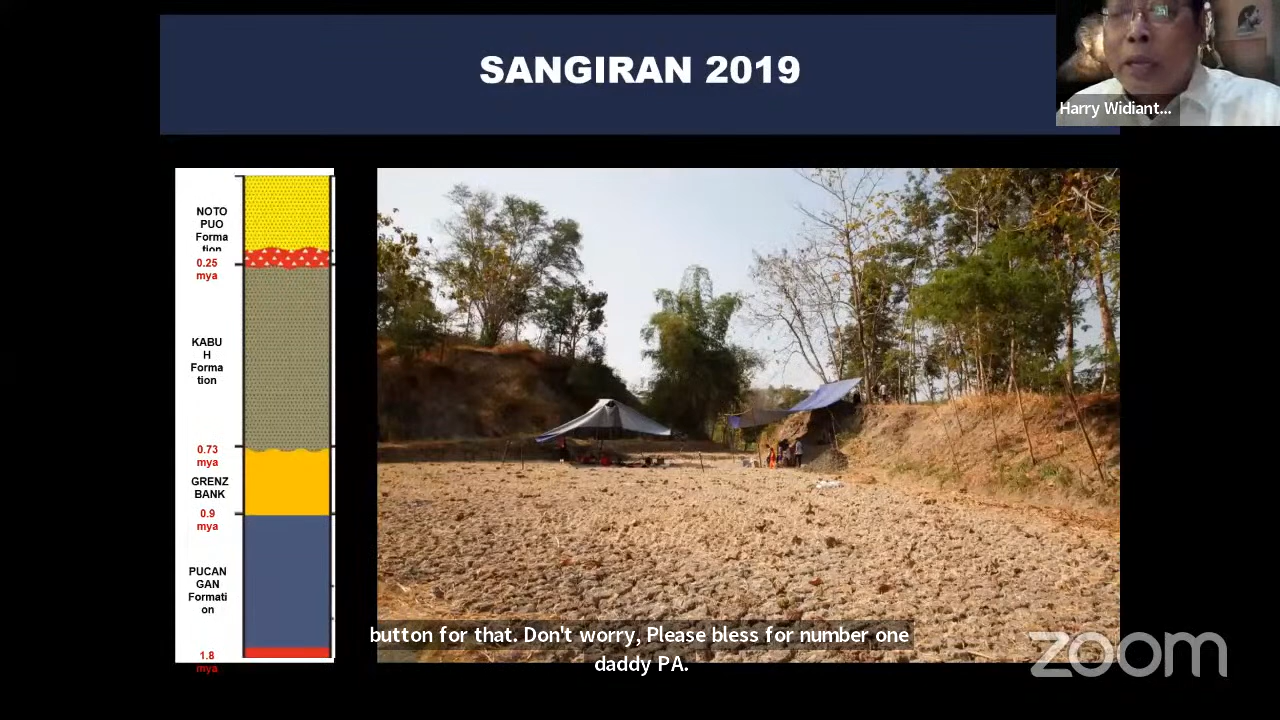 SANGIRAN 2019
Harry Widiant...
NOTO
PUO
Forma
tion
0.25
mya
KABU
H
Forma
tion
0.73
mya
GRENZ
BANK
0.9
mya
PUCAN
GAN
Formati
on
1.8
mya
button for that. Don't worry, Please bless for number one
daddy PA.
zoom